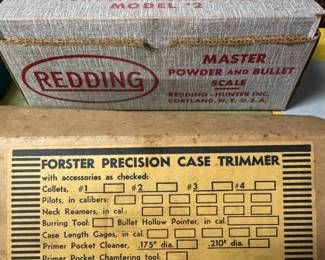 MODEL #2
REDDING
MASTER
POWDER AND BULLET
SCALE
REDDING - HUNTER INC.
CORTLAND, N. Y. U.S.A.
FORSTER PRECISION CASE TRIMMER
with accessories as checked:
Collets, #1 #2 #3 #4
Pilots, in calibers:
Neck Reamers, in cal.
Burring Tool: Bullet Hollow Pointer, in cal.
Case Length Gages, in cal.
Primer Pocket Cleaner, .175" dia. .210" dia.
Primer Pocket Chamfering tool: